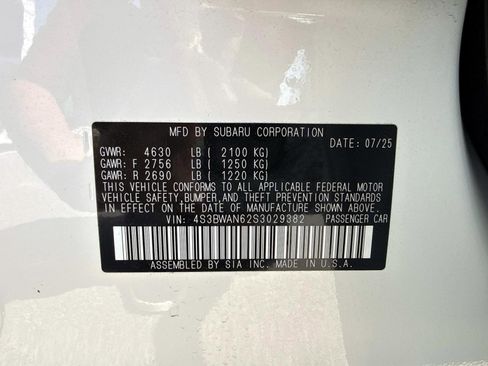 MFD BY SUBARU CORPORATION
DATE: 07/25
GVWR: 4630 LB ( 2100 KG)
GAWR: F 2756 LB ( 1250 KG)
GAWR: R 2690 LB ( 1220 KG)
THIS VEHICLE CONFORMS TO ALL APPLICABLE FEDERAL MOTOR
VEHICLE SAFETY,BUMPER, AND THEFT PREVENTION STANDARDS
IN EFFECT ON THE DATE OF MANUFACTURE SHOWN ABOVE.
VIN: 4S3BWAN62S3029382 PASSENGER CAR
ASSEMBLED BY SIA INC. MADE IN U.S.A.